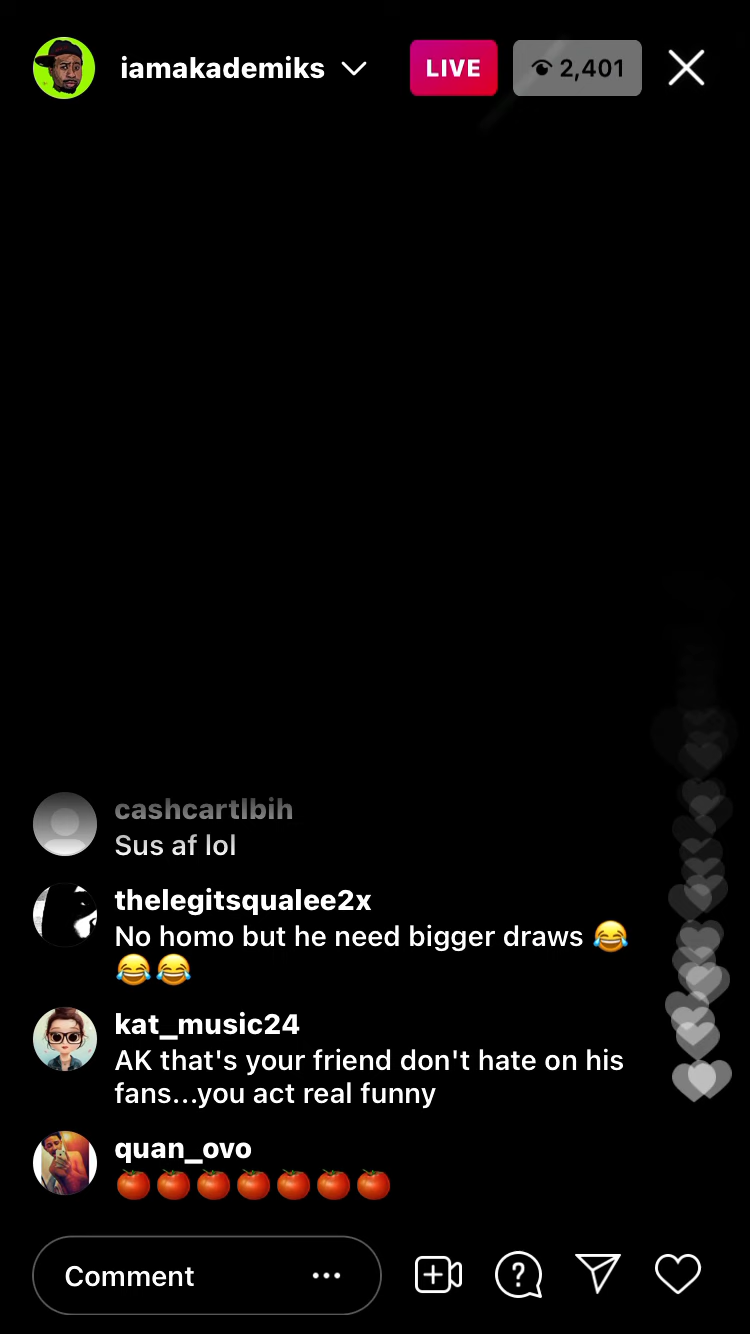 iamakademiks
LIVE
2,401
cashcartlbih
Sus af lol
thelegitsqualee2x
No homo but he need bigger draws 😂
😂😂
kat_music24
AK that's your friend don't hate on his
fans...you act real funny
quan_ovo
🍅🍅🍅🍅🍅🍅🍅
Comment